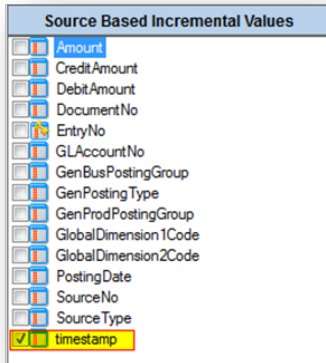 Source Based Incremental Values
Amount
CreditAmount
DebitAmount
DocumentNo
EntryNo
GLAccountNo
GenBusPostingGroup
GenPostingType
GenProdPostingGroup
GlobalDimension1Code
GlobalDimension2Code
PostingDate
SourceNo
SourceType
timestamp